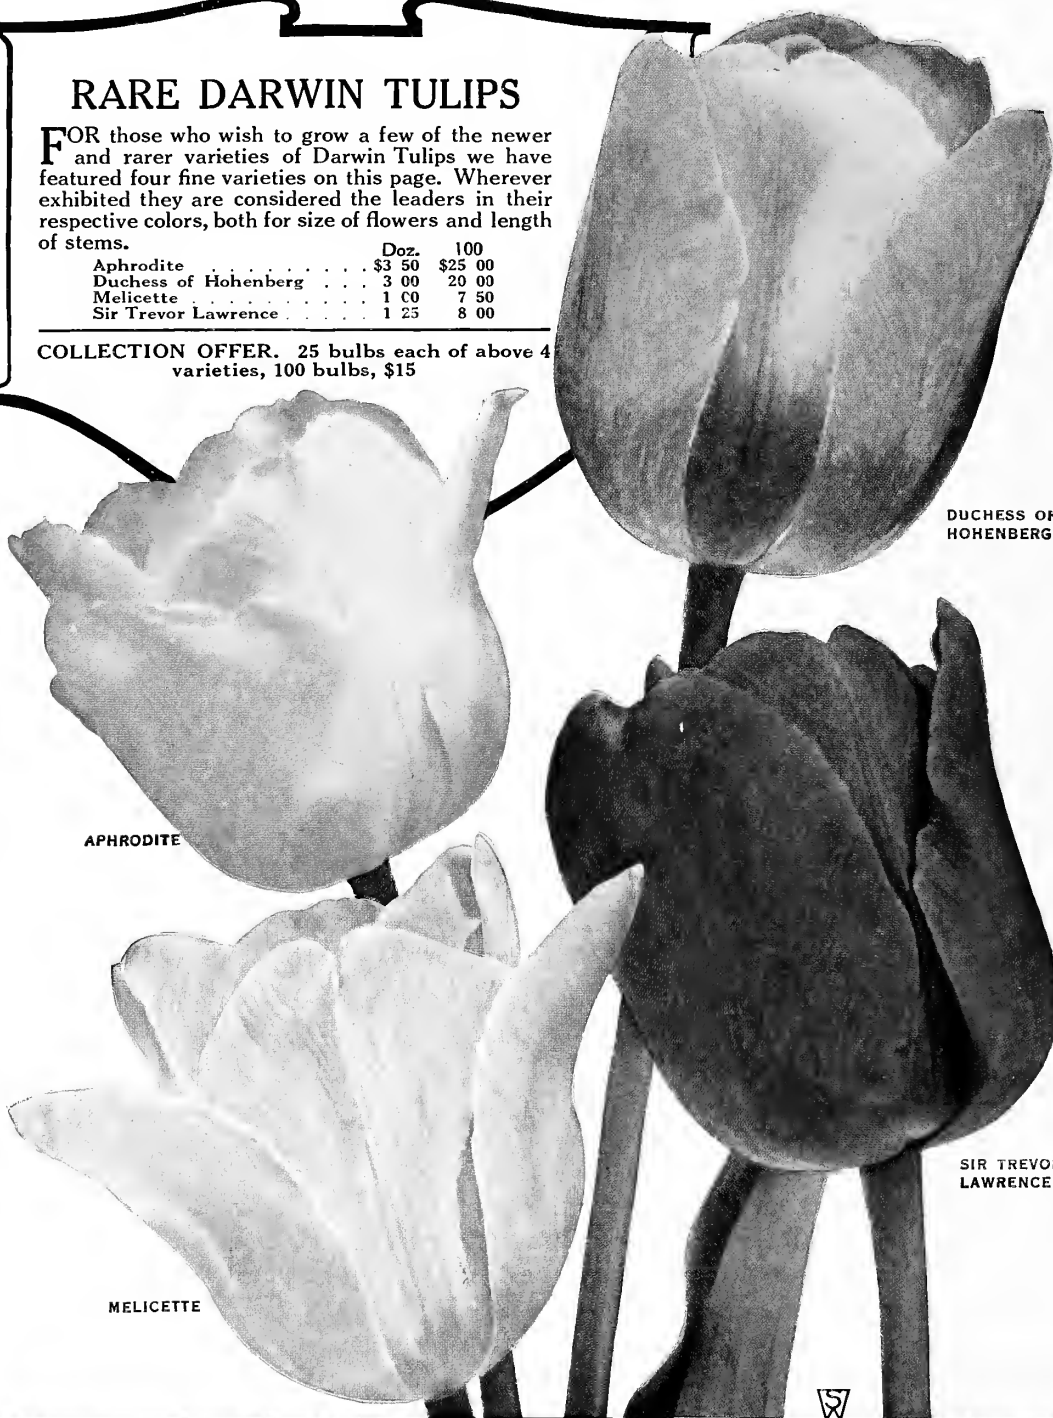 RARE DARWIN TULIPS
FOR those who wish to grow a few of the newer
and rarer varieties of Darwin Tulips we have
featured four fine varieties on this page. Wherever
exhibited they are considered the leaders in their
respective colors, both for size of flowers and length
of stems.
Doz. 100
Aphrodite . . . . . . . . . $3 50 $25 00
Duchess of Hohenberg . . . 3 00 20 00
Melicette . . . . . . . . . . 1 00 7 50
Sir Trevor Lawrence . . . . . 1 25 8 00
COLLECTION OFFER. 25 bulbs each of above 4
varieties, 100 bulbs, $15
DUCHESS OF
HOHENBERG
APHRODITE
SIR TREVO
LAWRENCE
MELICETTE